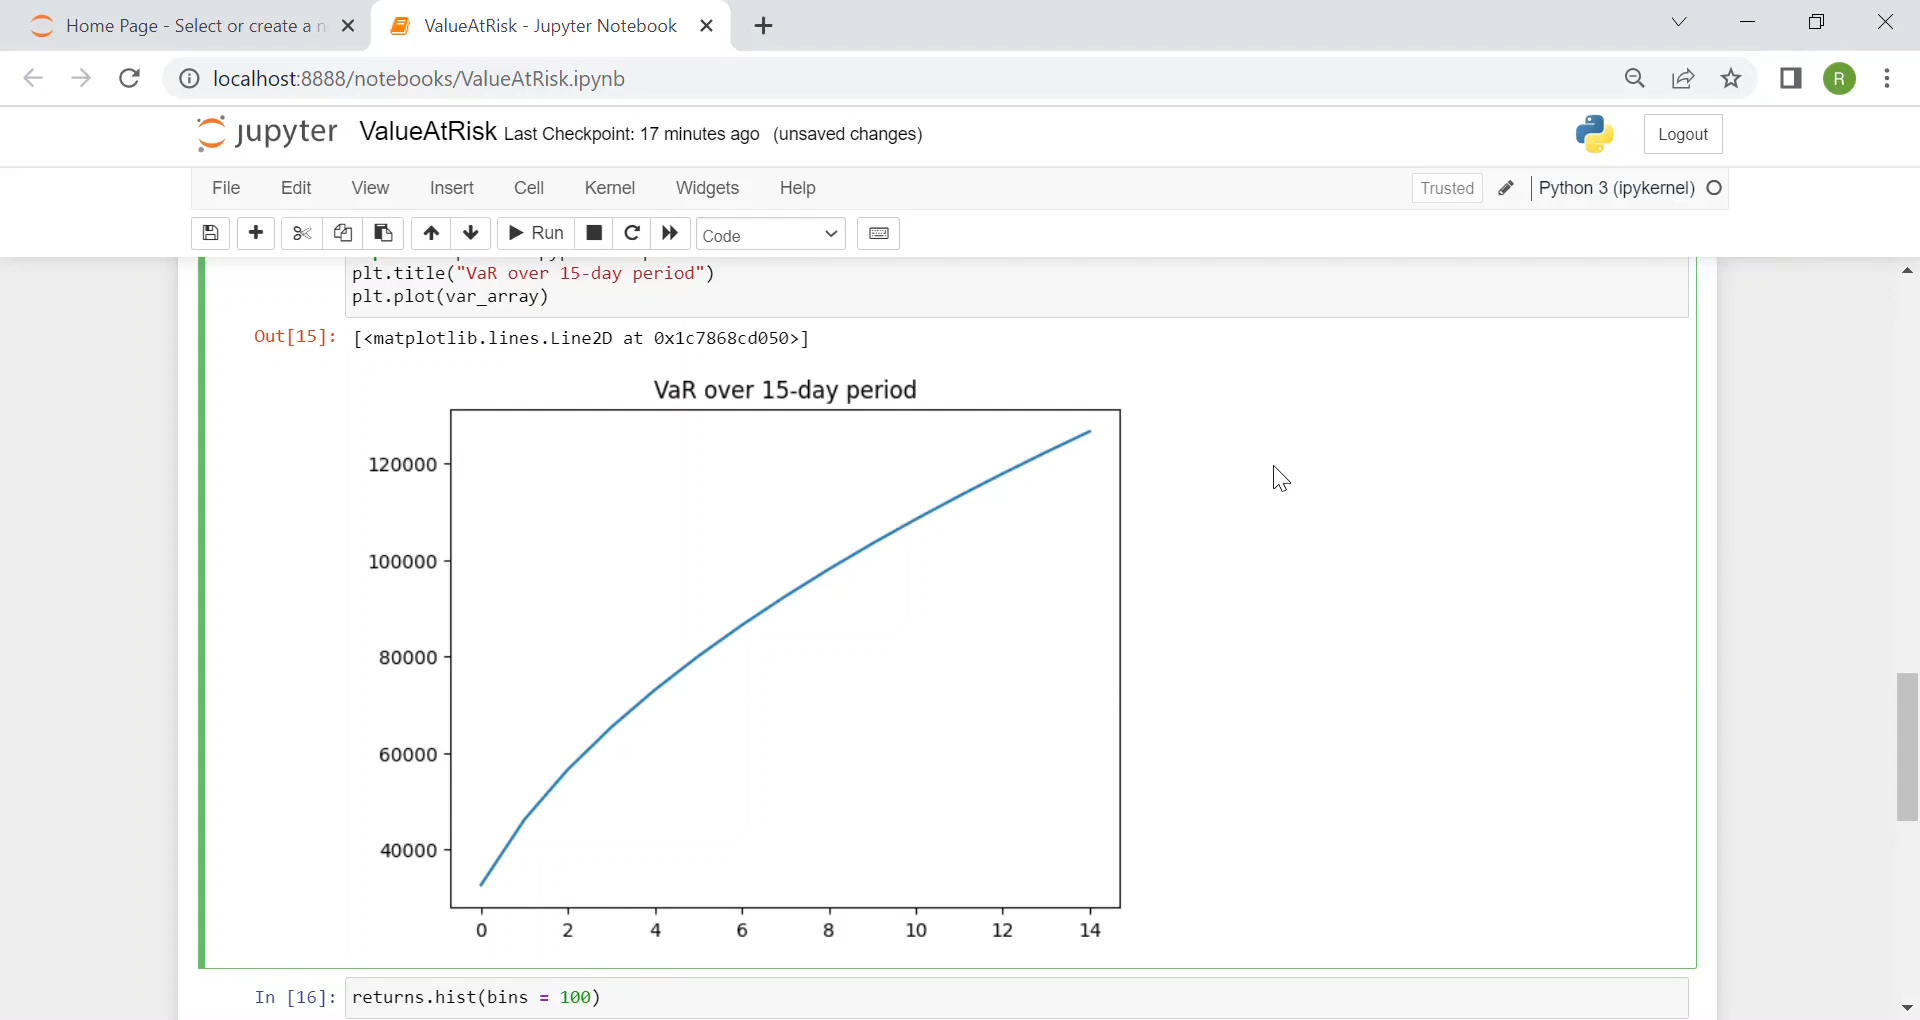 Home Page - Select or create a n
ValueAtRisk - Jupyter Notebook
localhost:8888/notebooks/ValueAtRisk.ipynb
R
jupyter ValueAtRisk Last Checkpoint: 17 minutes ago (unsaved changes)
Logout
File Edit View Insert Cell Kernel Widgets Help
Trusted Python 3 (ipykernel)
Run Code
plt.title("VaR over 15-day period")
plt.plot(var_array)
Out[15]: [<matplotlib.lines.Line2D at 0x1c7868cd050>]
VaR over 15-day period
120000
100000
80000
60000
40000
0 2 4 6 8 10 12 14
In [16]: returns.hist(bins = 100)